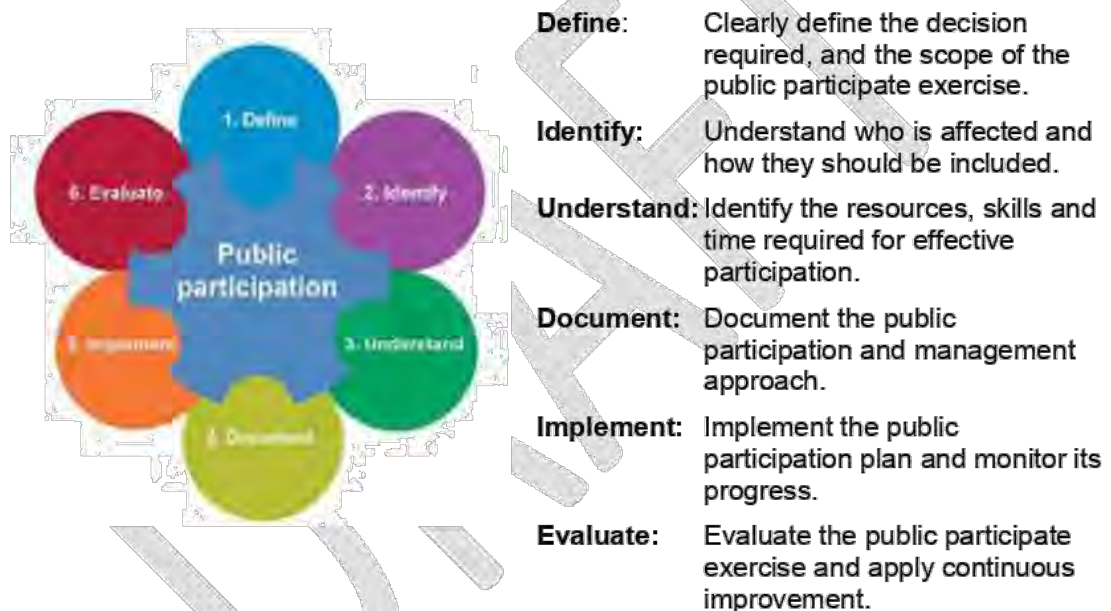 1. Define
2. Identify
3. Understand
Document
Implement
6. Evaluate
Public
participation
Define: Clearly define the decision
required, and the scope of the
public participate exercise.
Identify: Understand who is affected and
how they should be included.
Understand: Identify the resources, skills and
time required for effective
participation.
Document: Document the public
participation and management
approach.
Implement: Implement the public
participation plan and monitor its
progress.
Evaluate: Evaluate the public participate
exercise and apply continuous
improvement.